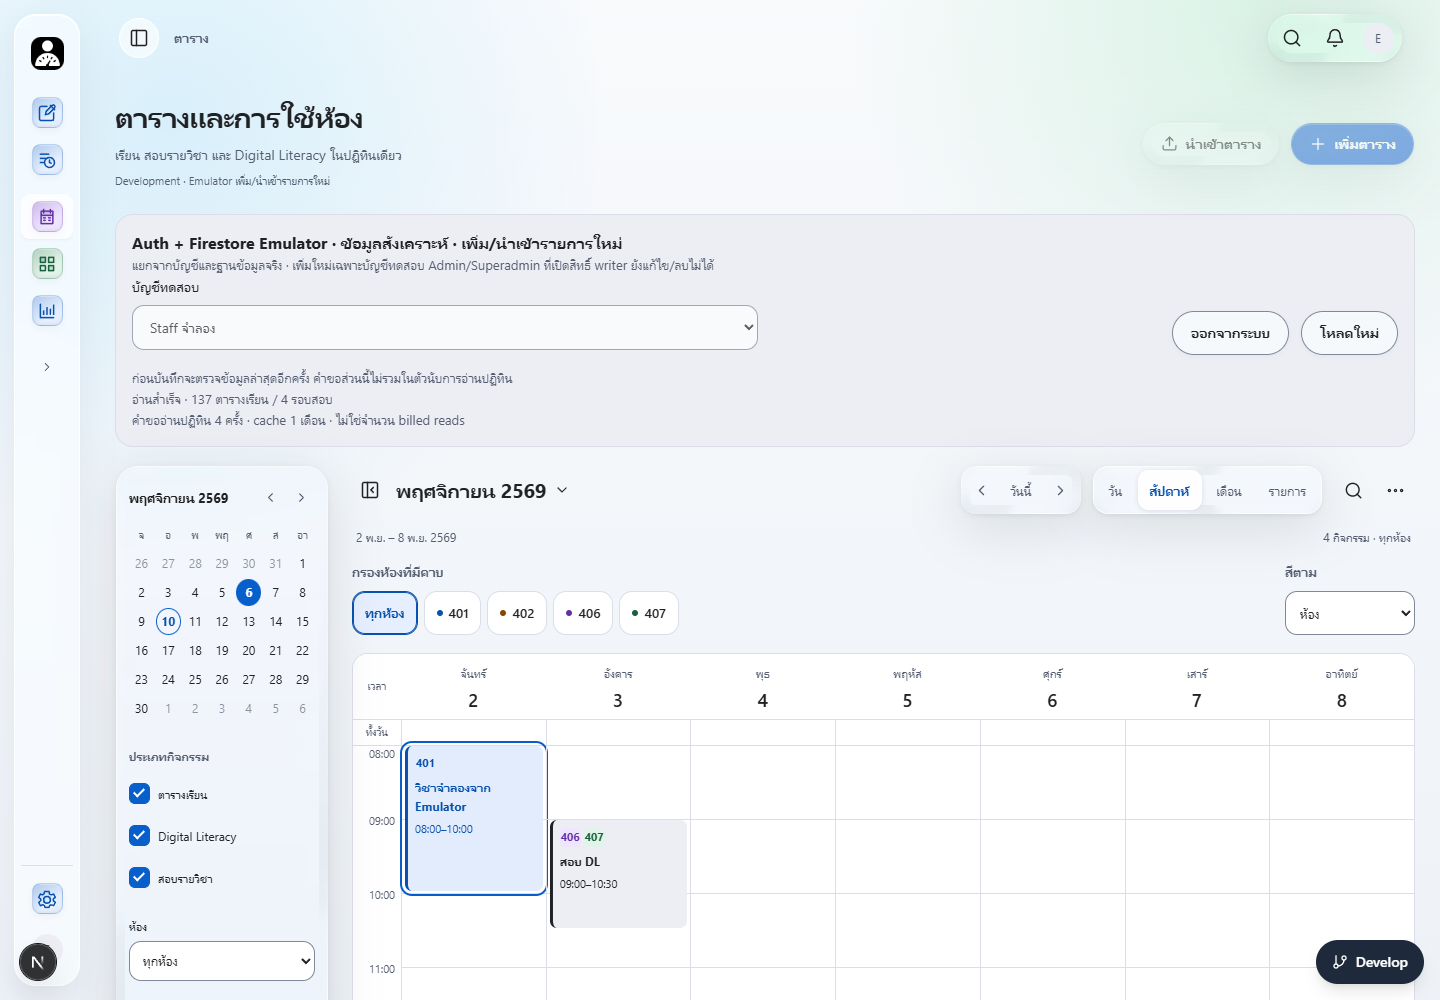 ตาราง
E
ตารางและการใช้ห้อง
เรียน สอบรายวิชา และ Digital Literacy ในปฏิทินเดียว
Development · Emulator เพิ่ม/นำเข้ารายการใหม่
นำเข้าตาราง
เพิ่มตาราง
Auth + Firestore Emulator · ข้อมูลสังเคราะห์ · เพิ่ม/นำเข้ารายการใหม่
แยกจากบัญชีและฐานข้อมูลจริง · เพิ่มใหม่เฉพาะบัญชีทดสอบ Admin/Superadmin ที่เปิดสิทธิ์ writer ยังแก้ไข/ลบไม่ได้
บัญชีทดสอบ
Staff จำลอง
ออกจากระบบ
โหลดใหม่
ก่อนบันทึกจะตรวจข้อมูลล่าสุดอีกครั้ง คำขอส่วนนี้ไม่รวมในตัวนับการอ่านปฏิทิน
อ่านสำเร็จ · 137 ตารางเรียน / 4 รอบสอบ
คำขออ่านปฏิทิน 4 ครั้ง · cache 1 เดือน · ไม่ใช่จำนวน billed reads
พฤศจิกายน 2569
จ อ พ พฤ ศ ส อา
26 27 28 29 30 31 1
2 3 4 5 6 7 8
9 10 11 12 13 14 15
16 17 18 19 20 21 22
23 24 25 26 27 28 29
30 1 2 3 4 5 6
ประเภทกิจกรรม
ตารางเรียน
Digital Literacy
สอบรายวิชา
ห้อง
ทุกห้อง
พฤศจิกายน 2569
วันนี้
วัน สัปดาห์ เดือน รายการ
2 พ.ย. – 8 พ.ย. 2569
4 กิจกรรม · ทุกห้อง
กรองห้องที่มีคาบ
ทุกห้อง 401 402 406 407
สีตาม
ห้อง
เวลา
จันทร์ อังคาร พุธ พฤหัส ศุกร์ เสาร์ อาทิตย์
2 3 4 5 6 7 8
ทั้งวัน
08:00
09:00
10:00
11:00
401
วิชาจำลองจาก
Emulator
08:00–10:00
406 407
สอบ DL
09:00–10:30
N
Develop